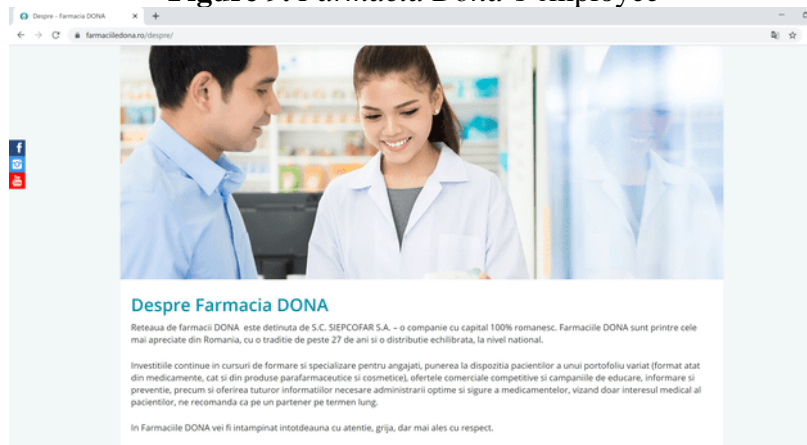 Farmacia Dona's employee
Despre - Farmacia DONA
farmaciiledona.ro/despre/
Despre Farmacia DONA
Reteaua de farmacii DONA este detinuta de S.C. SIEPCOFAR S.A. – o companie cu capital 100% romanesc. Farmaciile DONA sunt printre cele
mai apreciate din Romania, cu o traditie de peste 27 de ani si o distributie echilibrata, la nivel national.
Investitiile continue in cursuri de formare si specializare pentru angajati, punerea la dispozitia pacientilor a unui portofoliu variat (format atat
din medicamente, cat si din produse parafarmaceutice si cosmetice), ofertele comerciale competitive si campaniile de educare, informare si
preventie, precum si oferirea tuturor informatiilor necesare administrarii optime si sigure a medicamentelor, vizand doar interesul medical al
pacientilor, ne recomanda ca pe un partener pe termen lung.
In Farmaciile DONA vei fi intampinat intotdeauna cu atentie, grija, dar mai ales cu respect.